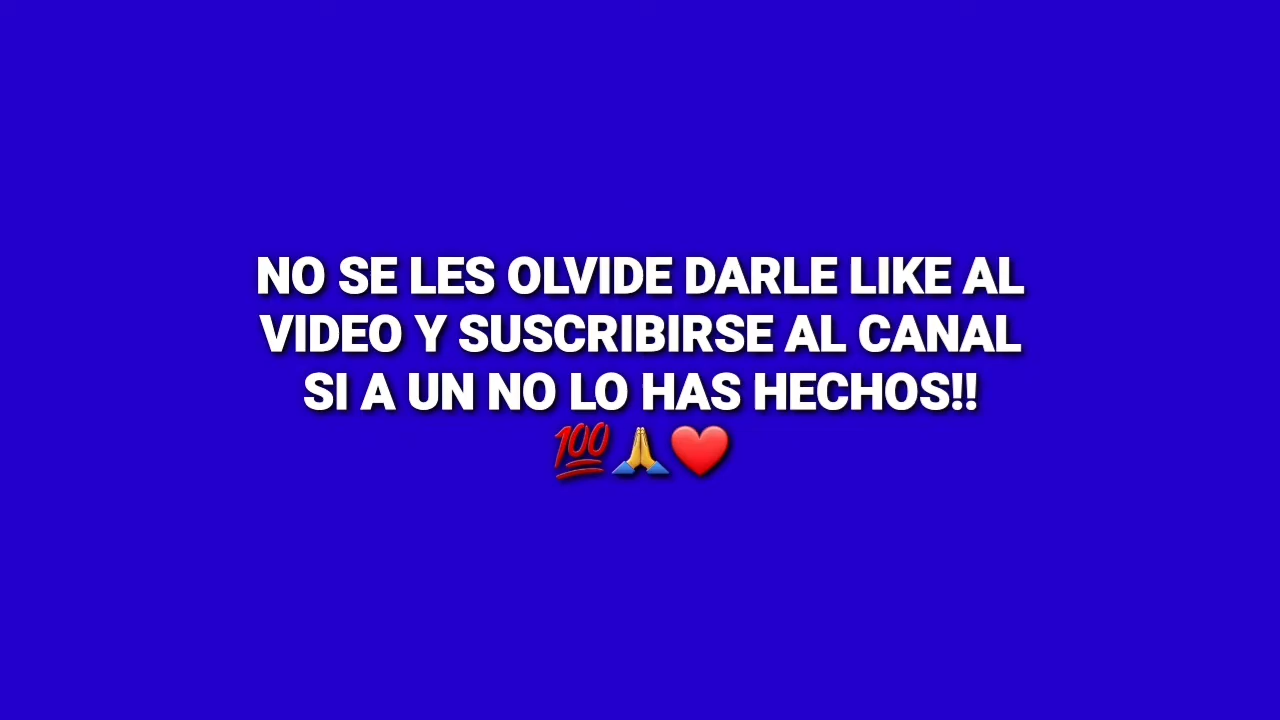 NO SE LES OLVIDE DARLE LIKE AL
VIDEO Y SUSCRIBIRSE AL CANAL
SI A UN NO LO HAS HECHOS!!
💯🙏❤️